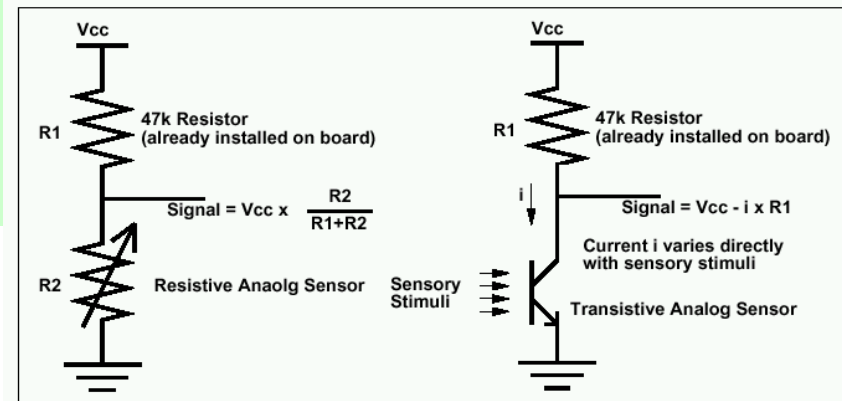 Vcc
R1
47k Resistor
(already installed on board)
Signal = Vcc x R2
R1+R2
R2
Resistive Anaolg Sensor
Vcc
R1
47k Resistor
(already installed on board)
i
Signal = Vcc - i x R1
Current i varies directly
with sensory stimuli
Sensory
Stimuli
Transistive Analog Sensor